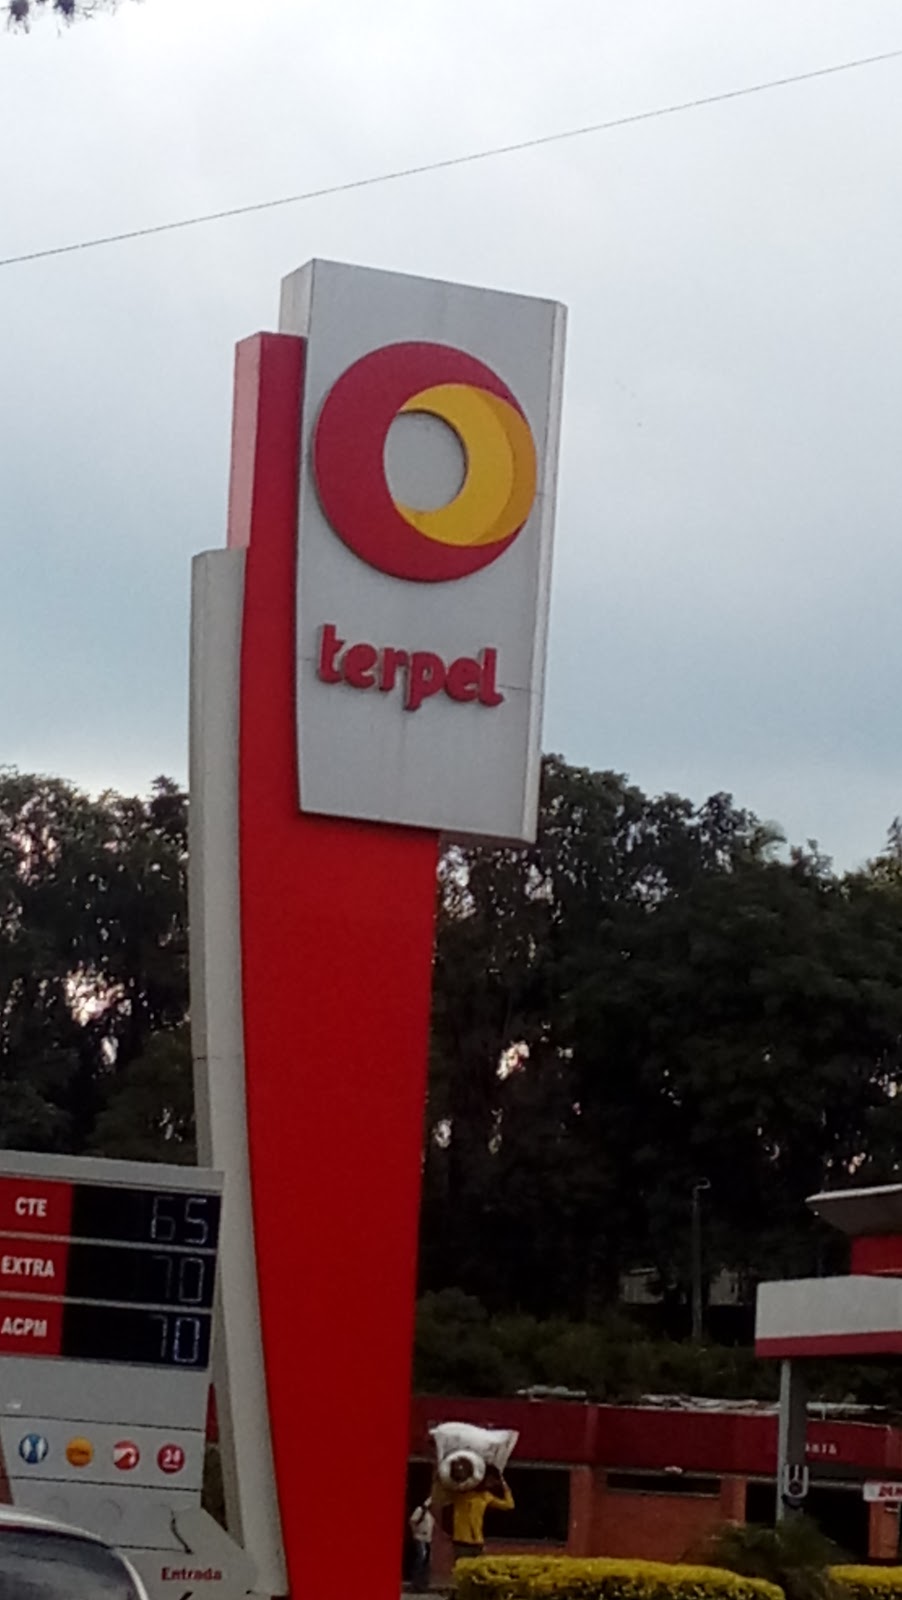 terpel
CTE 65
EXTRA 70
ACPM 70
24
Entrada